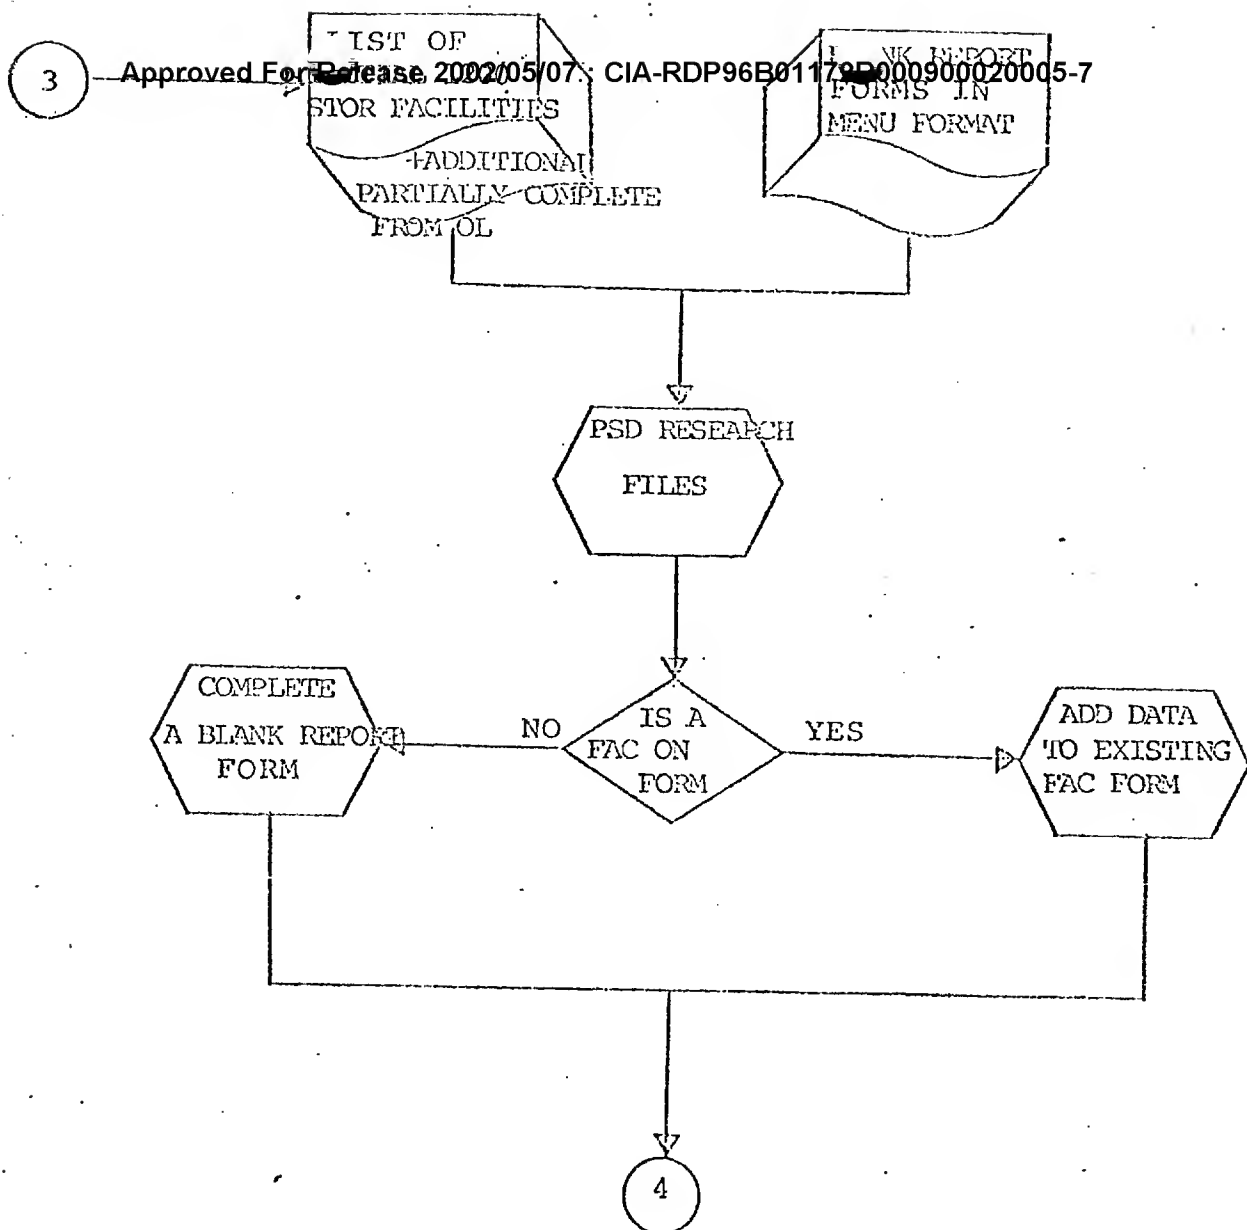 3
Approved For Release 2002/05/07 : CIA-RDP96B01179R000900020005-7
LIST OF
STOR FACILITIES
+ADDITIONAL
PARTIALLY COMPLETE
FROM OL
REPORT
FORMS IN
MENU FORMAT
PSD RESEARCH
FILES
COMPLETE
A BLANK REPORT
FORM
NO
IS A
FAC ON
FORM
YES
ADD DATA
TO EXISTING
FAC FORM
4